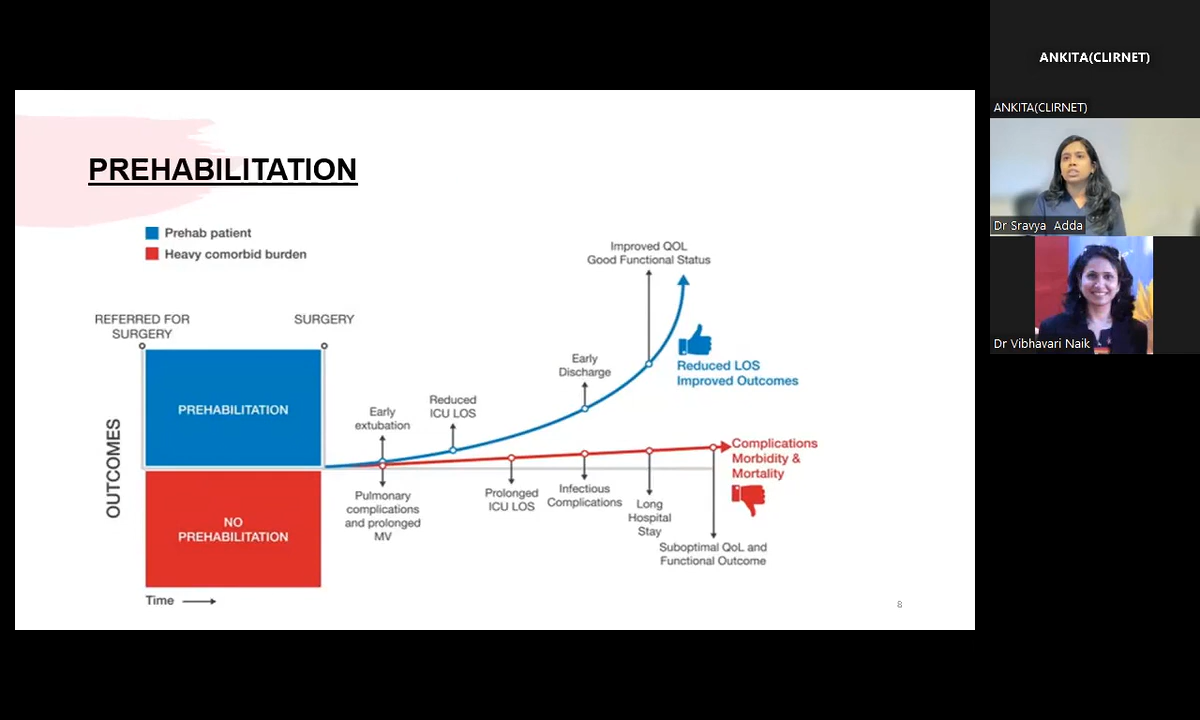 PREHABILITATION
Prehab patient
Heavy comorbid burden
REFERRED FOR
SURGERY
SURGERY
PREHABILITATION
NO
PREHABILITATION
OUTCOMES
Time
Early
extubation
Reduced
ICU LOS
Early
Discharge
Improved QOL
Good Functional Status
Reduced LOS
Improved Outcomes
Complications
Morbidity &
Mortality
Pulmonary
complications
and prolonged
MV
Prolonged
ICU LOS
Infectious
Complications
Long
Hospital
Stay
Suboptimal QoL and
Functional Outcome
8
ANKITA(CLIRNET)
ANKITA(CLIRNET)
Dr Sravya Adda
Dr Vibhavari Naik